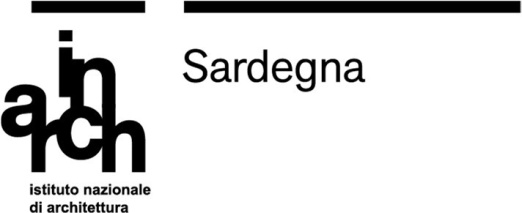 in
arch
Sardegna
istituto nazionale
di architettura